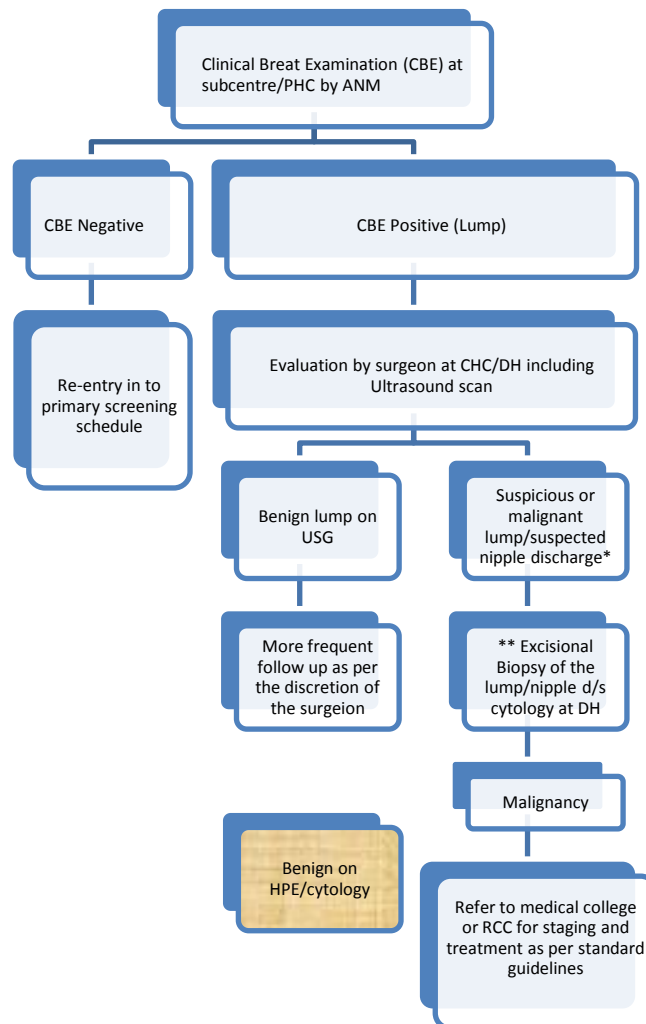 Clinical Breat Examination (CBE) at
subcentre/PHC by ANM
CBE Negative
CBE Positive (Lump)
Re-entry in to
primary screening
schedule
Evaluation by surgeon at CHC/DH including
Ultrasound scan
Benign lump on
USG
Suspicious or
malignant
lump/suspected
nipple discharge*
More frequent
follow up as per
the discretion of
the surgeion
** Excisional
Biopsy of the
lump/nipple d/s
cytology at DH
Malignancy
Benign on
HPE/cytology
Refer to medical college
or RCC for staging and
treatment as per standard
guidelines